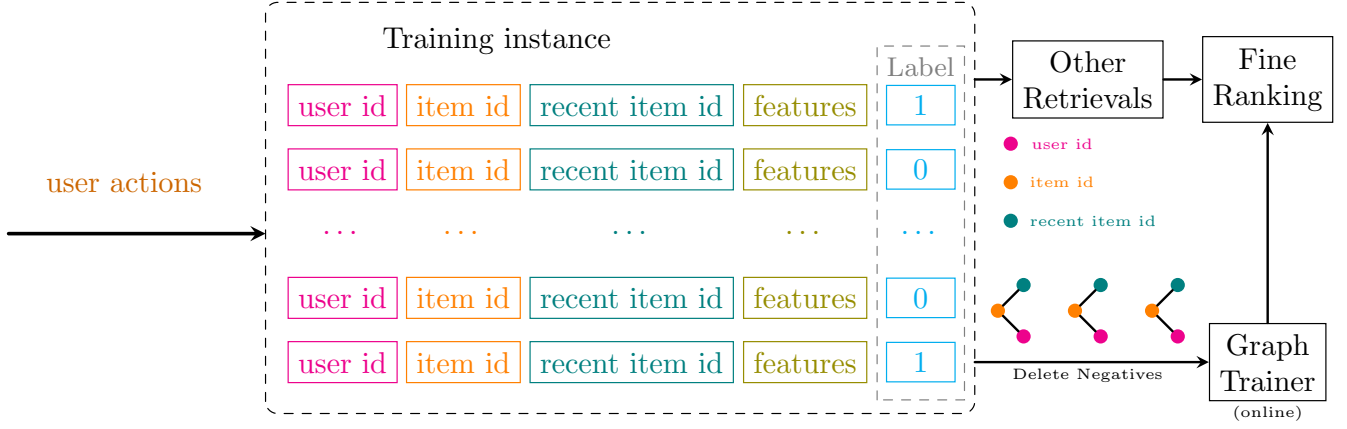 Training instance
Label
user id item id recent item id features 1
user id item id recent item id features 0
... ... ... ... ...
user id item id recent item id features 0
user id item id recent item id features 1
user actions
Other
Retrievals
Fine
Ranking
user id
item id
recent item id
Delete Negatives
Graph
Trainer
(online)